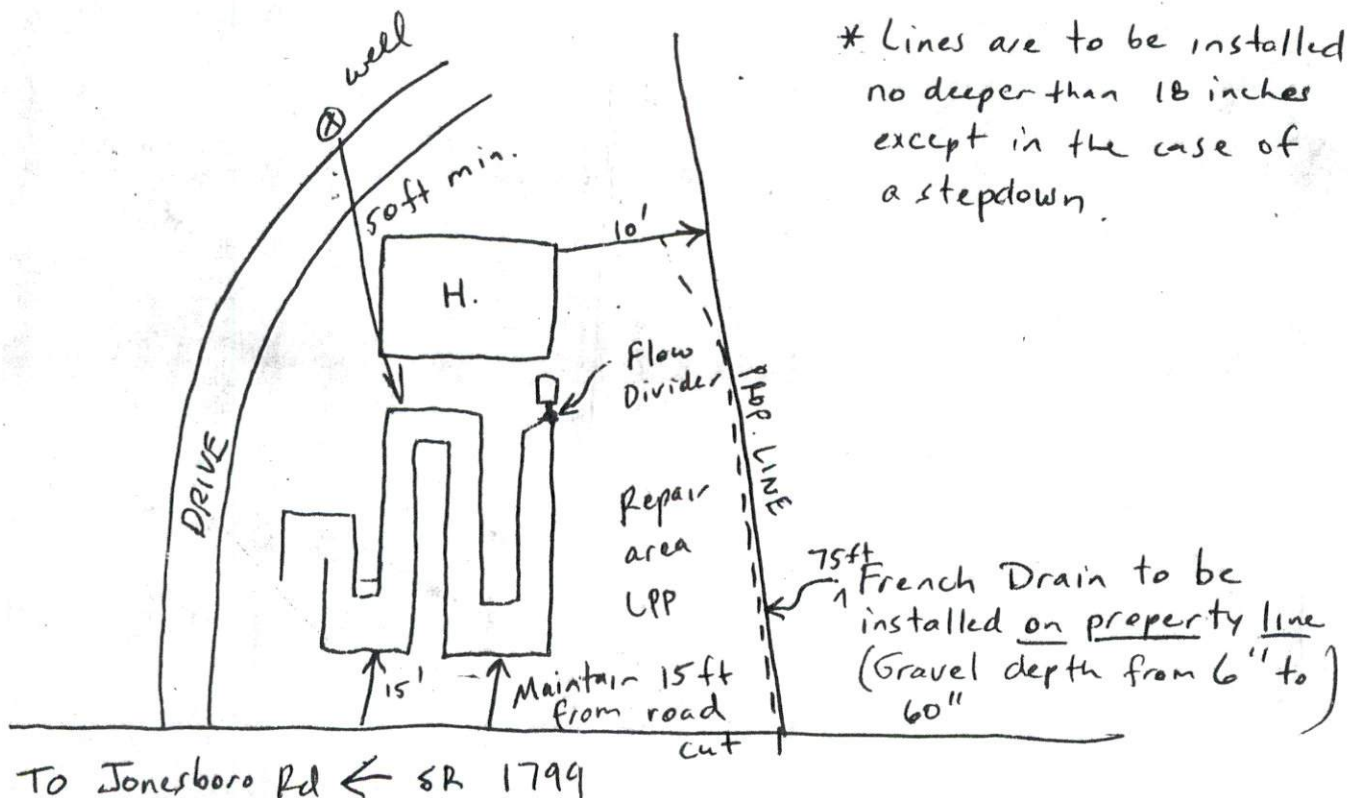 well
* Lines are to be installed
no deeper than 18 inches
except in the case of
a stepdown.
50ft min.
10'
H.
Flow
Divider
PROP. LINE
DRIVE
Repair
area
LPP
75ft
^ French Drain to be
installed on property line
(Gravel depth from 6" to
60")
15'
Maintain 15ft
from road
cut
To Jonesboro Rd ← SR 1799